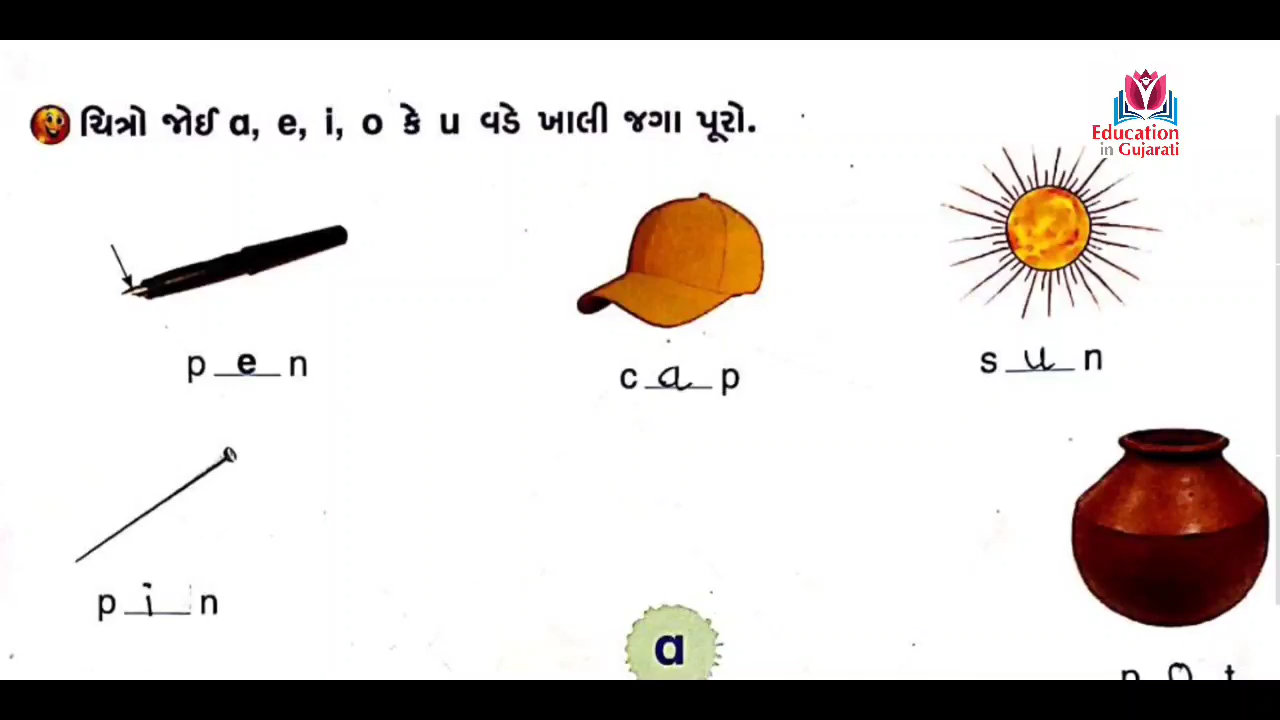 ચિત્રો જોઈ a, e, i, o કે u વડે ખાલી જગા પૂરો.
Education
in Gujarati
p e n
c a p
s u n
p i n
a
p o t